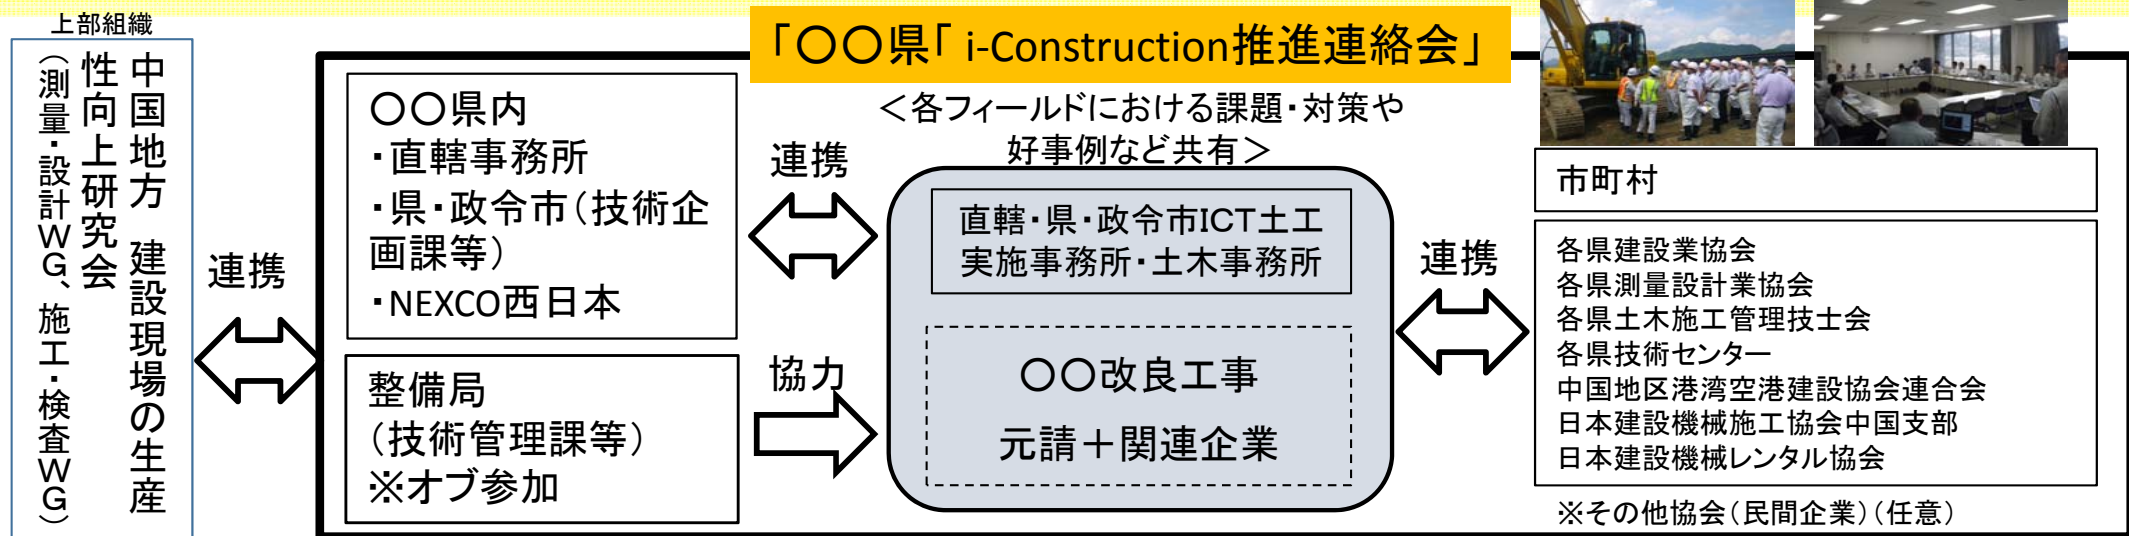 上部組織
中国地方 建設現場の生産
性向上研究会
（測量・設計ＷＧ、施工・検査ＷＧ）
連携
「〇〇県「 i-Construction推進連絡会」
〇〇県内
・直轄事務所
・県・政令市（技術企
画課等）
・NEXCO西日本
整備局
（技術管理課等）
※オブ参加
連携
協力
＜各フィールドにおける課題・対策や
好事例など共有＞
直轄・県・政令市ICT土工
実施事務所・土木事務所
〇〇改良工事
元請＋関連企業
連携
市町村
各県建設業協会
各県測量設計業協会
各県土木施工管理技士会
各県技術センター
中国地区港湾空港建設協会連合会
日本建設機械施工協会中国支部
日本建設機械レンタル協会
※その他協会（民間企業）（任意）